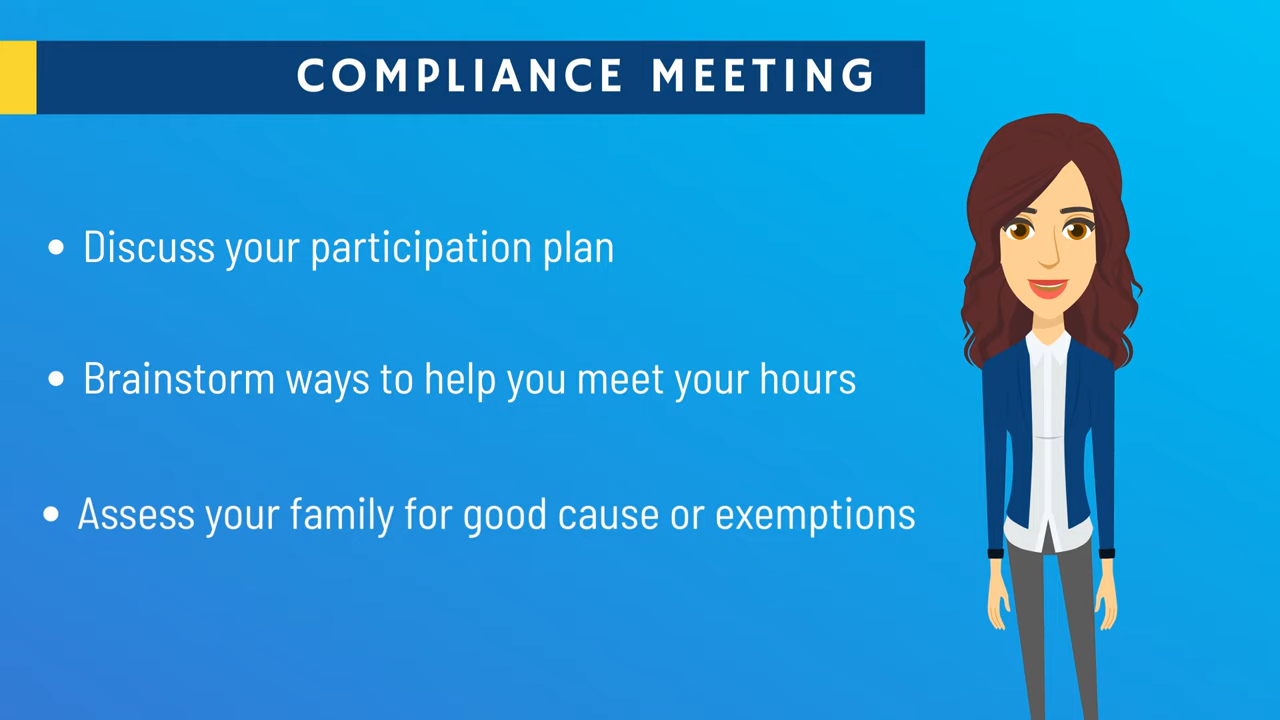 COMPLIANCE MEETING
• Discuss your participation plan
• Brainstorm ways to help you meet your hours
• Assess your family for good cause or exemptions